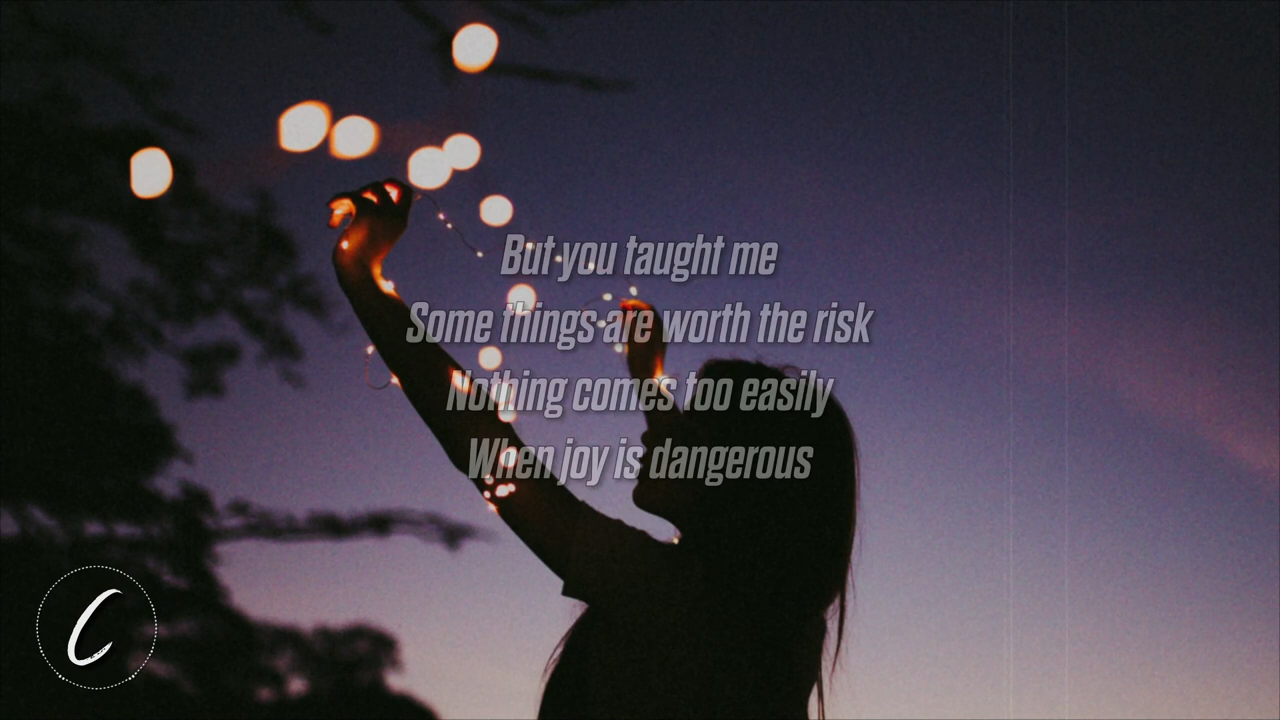 But you taught me
Some things are worth the risk
Nothing comes too easily
When joy is dangerous
C